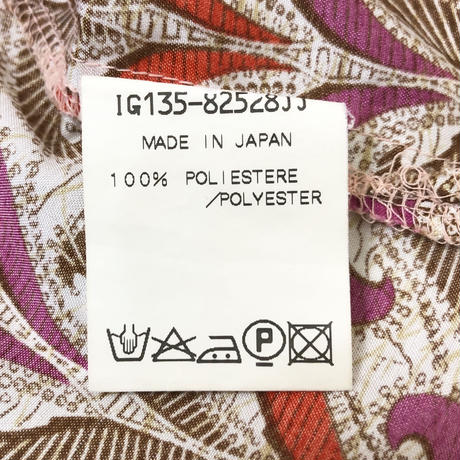 IG135-82528JJ
MADE IN JAPAN
100% POLIESTERE
/POLYESTER
P